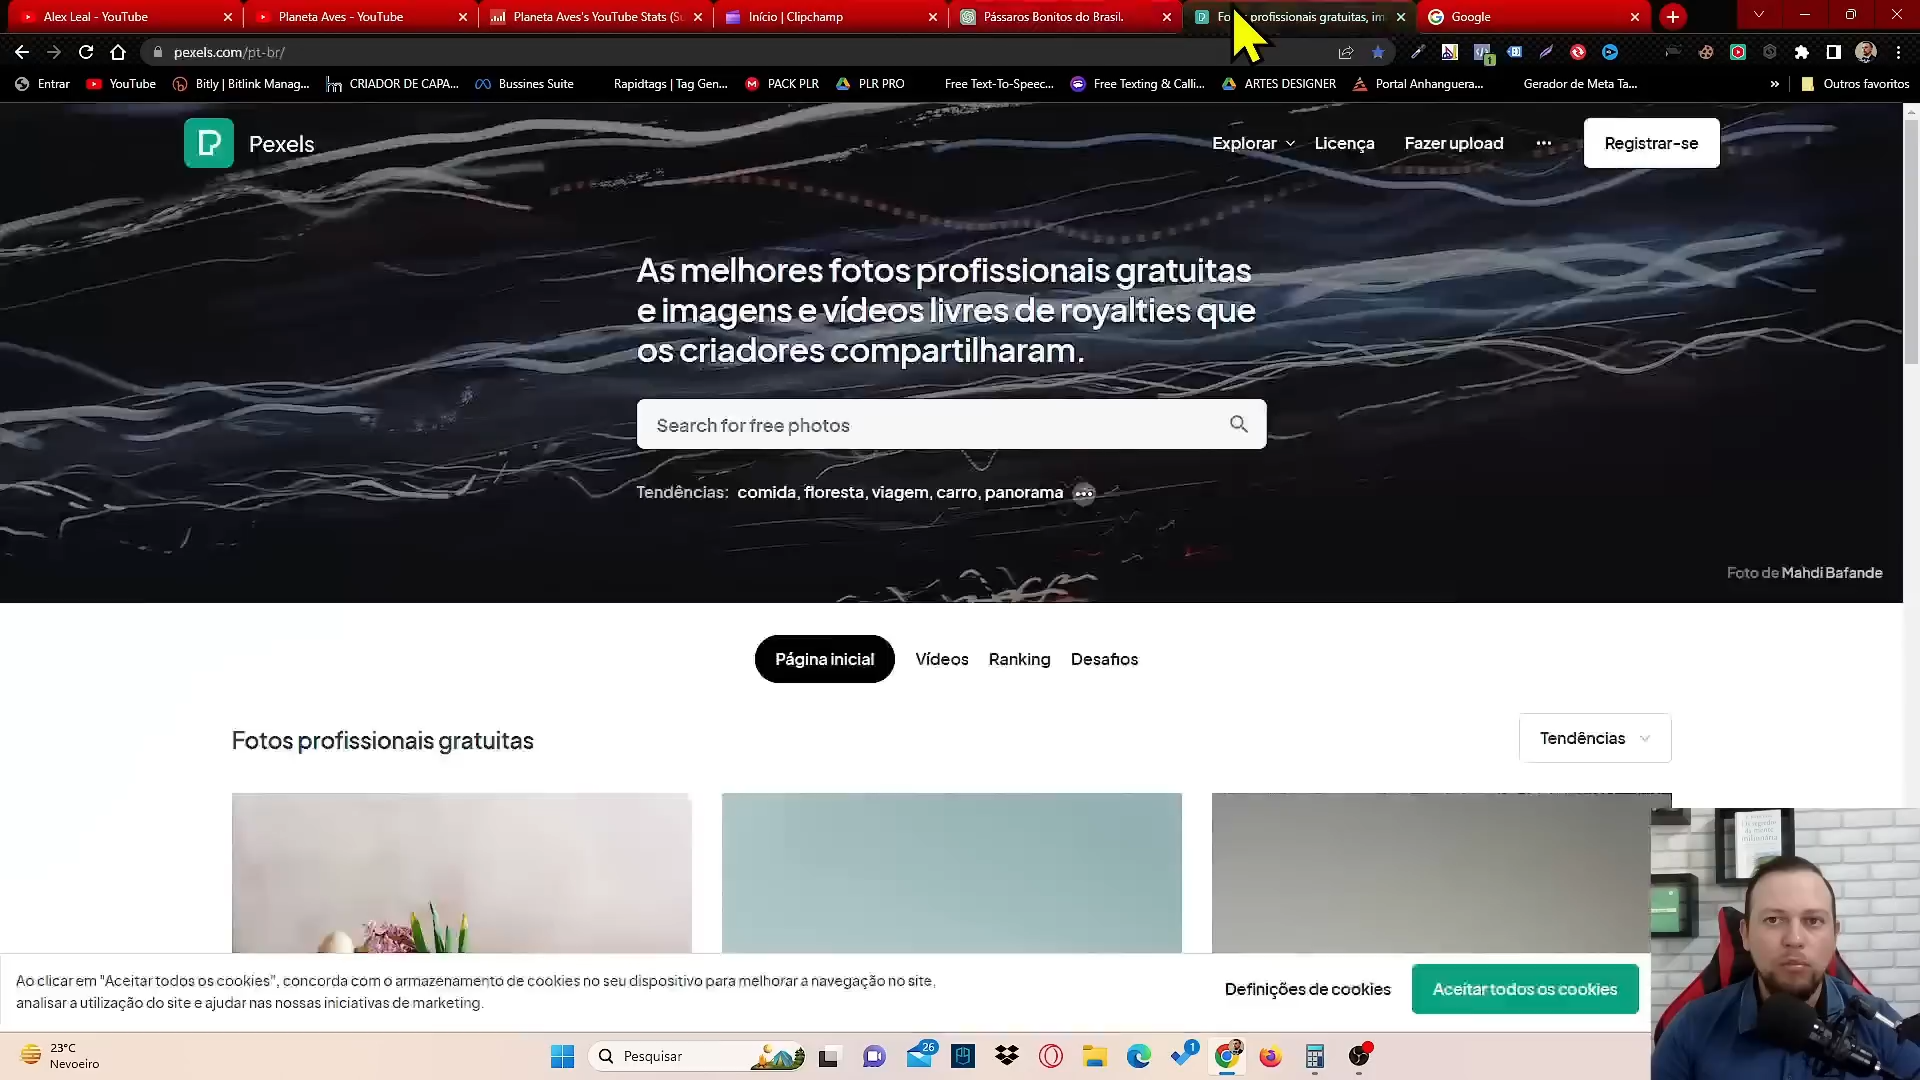 Alex Leal - YouTube
Planeta Aves - YouTube
Planeta Aves's YouTube Stats (Su
Início | Clipchamp
Pássaros Bonitos do Brasil.
profissionais gratuitas, im
Google
pexels.com/pt-br/
Entrar
YouTube
Bitly | Bitlink Manag...
CRIADOR DE CAPA...
Bussines Suite
Rapidtags | Tag Gen...
PACK PLR
PLR PRO
Free Text-To-Speec...
Free Texting & Calli...
ARTES DESIGNER
Portal Anhanguera...
Gerador de Meta Ta...
»
Outros favoritos
Pexels
Explorar
Licença
Fazer upload
Registrar-se
As melhores fotos profissionais gratuitas
e imagens e vídeos livres de royalties que
os criadores compartilharam.
Search for free photos
Tendências: comida, floresta, viagem, carro, panorama
Foto de Mahdi Bafande
Página inicial
Vídeos
Ranking
Desafios
Fotos profissionais gratuitas
Tendências
Ao clicar em "Aceitar todos os cookies", concorda com o armazenamento de cookies no seu dispositivo para melhorar a navegação no site,
analisar a utilização do site e ajudar nas nossas iniciativas de marketing.
Definições de cookies
Aceitar todos os cookies
23°C
Nevoeiro
Pesquisar
26
1